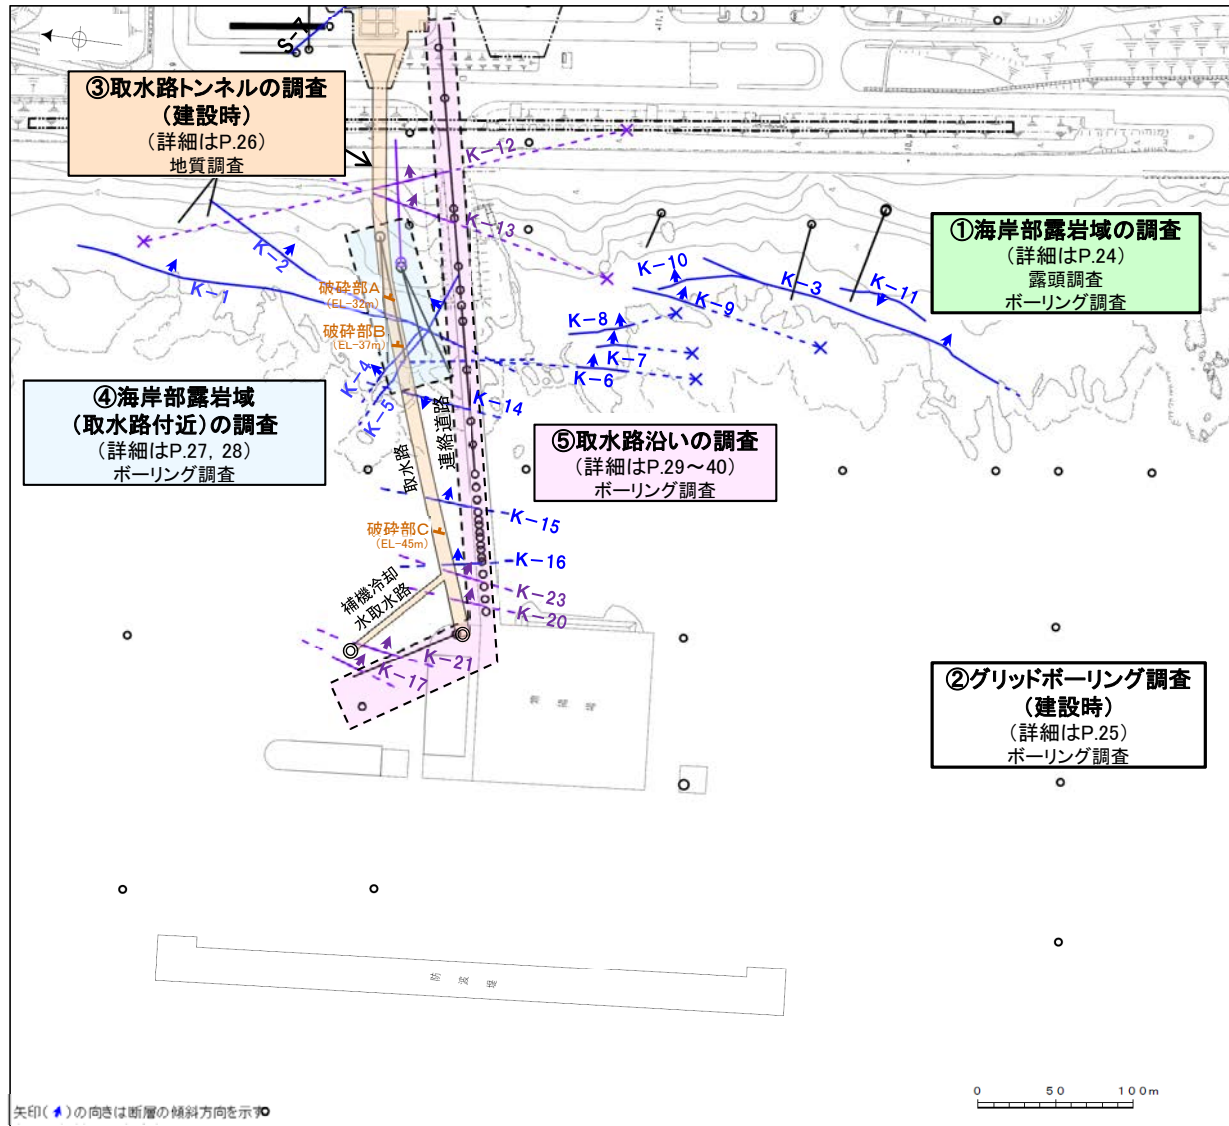 S-7
③取水路トンネルの調査
(建設時)
(詳細はP.26)
地質調査
K-12
K-13
K-2
K-1
①海岸部露岩域の調査
(詳細はP.24)
露頭調査
ボーリング調査
K-10
K-3
K-11
K-9
K-8
K-7
K-6
破砕部A
(EL-32m)
破砕部B
(EL-37m)
K-4
K-5
K-14
④海岸部露岩域
(取水路付近)の調査
(詳細はP.27, 28)
ボーリング調査
取水路
連絡道路
⑤取水路沿いの調査
(詳細はP.29～40)
ボーリング調査
K-15
破砕部C
(EL-45m)
K-16
K-23
K-20
補機冷却
水取水路
K-21
K-17
②グリッドボーリング調査
(建設時)
(詳細はP.25)
ボーリング調査
防波堤
0 50 100m
矢印( )の向きは断層の傾斜方向を示す